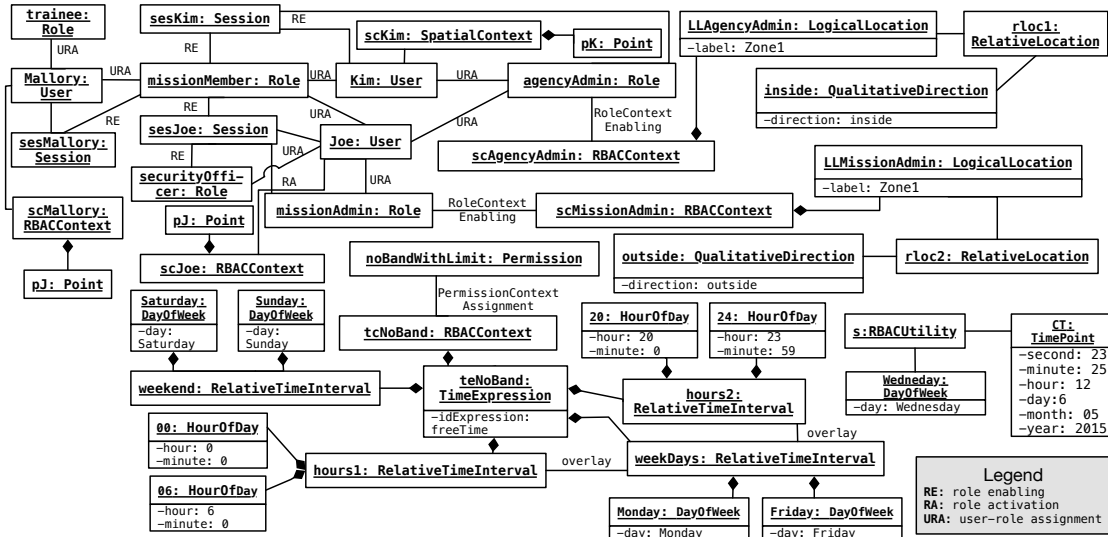 trainee:
Role
URA
Mallory:
User
URA
RE
sesMallory:
Session
scMallory:
RBACContext
pJ: Point
sesKim: Session
RE
RE
missionMember: Role
URA
scKim: SpatialContext
pK: Point
Kim: User
URA
agencyAdmin: Role
RE
sesJoe: Session
URA
Joe: User
URA
RE
URA
securityOffi-
cer: Role
RA
URA
RoleContext
Enabling
scAgencyAdmin: RBACContext
LLAgencyAdmin: LogicalLocation
–label: Zone1
rloc1:
RelativeLocation
inside: QualitativeDirection
–direction: inside
LLMissionAdmin: LogicalLocation
–label: Zone1
missionAdmin: Role
RoleContext
Enabling
scMissionAdmin: RBACContext
pJ: Point
scJoe: RBACContext
noBandWithLimit: Permission
outside: QualitativeDirection
–direction: outside
rloc2: RelativeLocation
PermissionContext
Assignment
tcNoBand: RBACContext
Saturday:
DayOfWeek
–day:
Saturday
Sunday:
DayOfWeek
–day:
Sunday
20: HourOfDay
–hour: 20
–minute: 0
24: HourOfDay
–hour: 23
–minute: 59
s:RBACUtility
CT:
TimePoint
–second: 23
–minute: 25
–hour: 12
–day:6
–month: 05
–year: 2015
Wedneday:
DayOfWeek
–day: Wednesday
weekend: RelativeTimeInterval
teNoBand:
TimeExpression
–idExpression:
freeTime
hours2:
RelativeTimeInterval
overlay
00: HourOfDay
–hour: 0
–minute: 0
hours1: RelativeTimeInterval
overlay
weekDays: RelativeTimeInterval
06: HourOfDay
–hour: 6
–minute: 0
Monday: DayOfWeek
–day: Monday
Friday: DayOfWeek
–day: Friday
Legend
RE: role enabling
RA: role activation
URA: user-role assignment